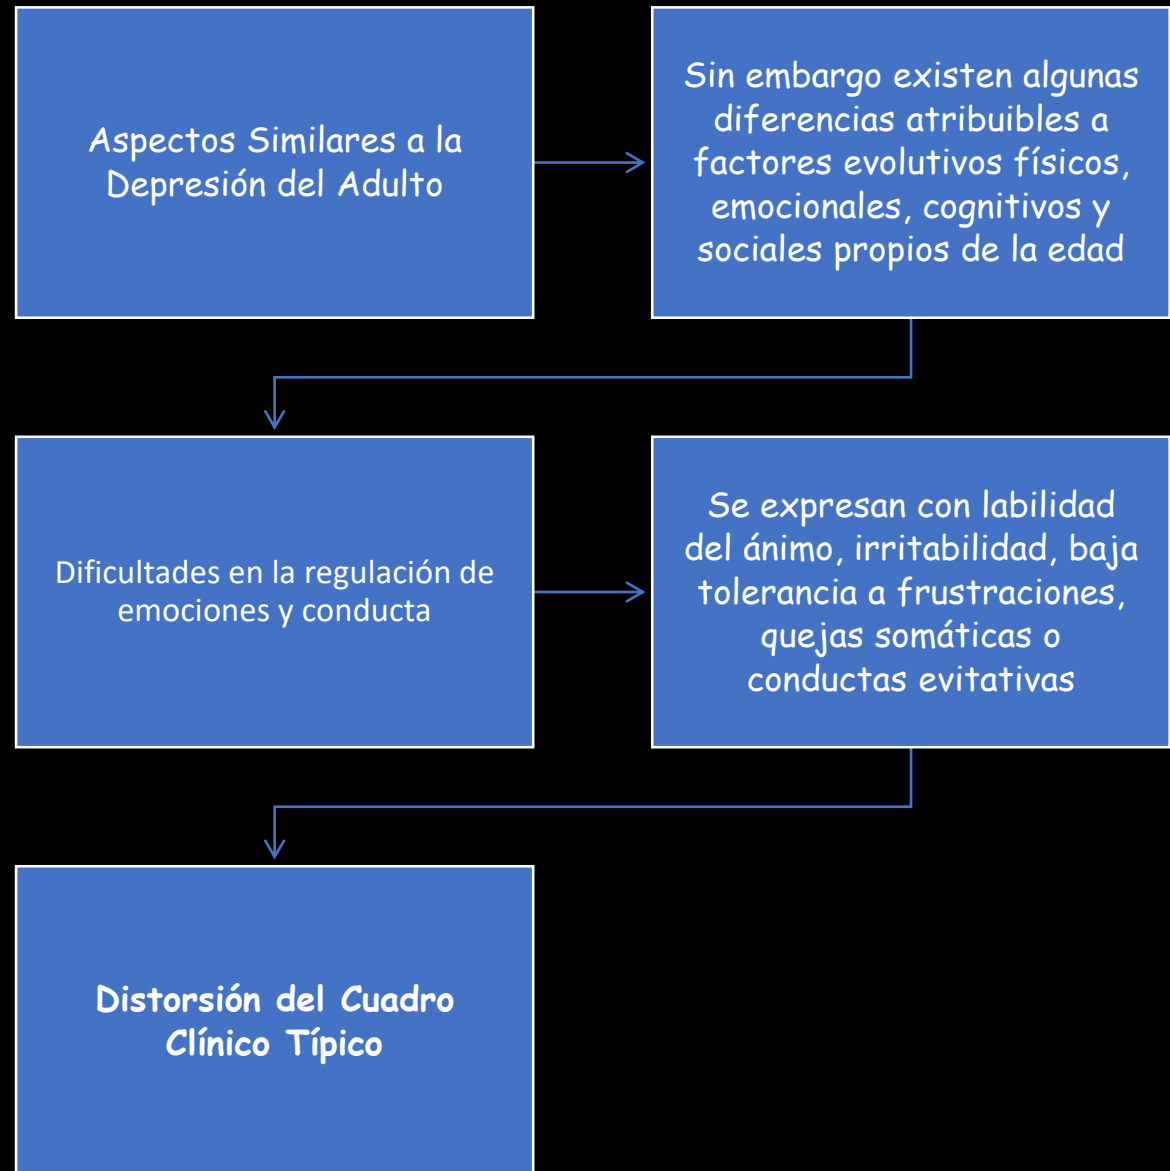 Aspectos Similares a la
Depresión del Adulto
Sin embargo existen algunas
diferencias atribuibles a
factores evolutivos físicos,
emocionales, cognitivos y
sociales propios de la edad
Dificultades en la regulación de
emociones y conducta
Se expresan con labilidad
del ánimo, irritabilidad, baja
tolerancia a frustraciones,
quejas somáticas o
conductas evitativas
Distorsión del Cuadro
Clínico Típico